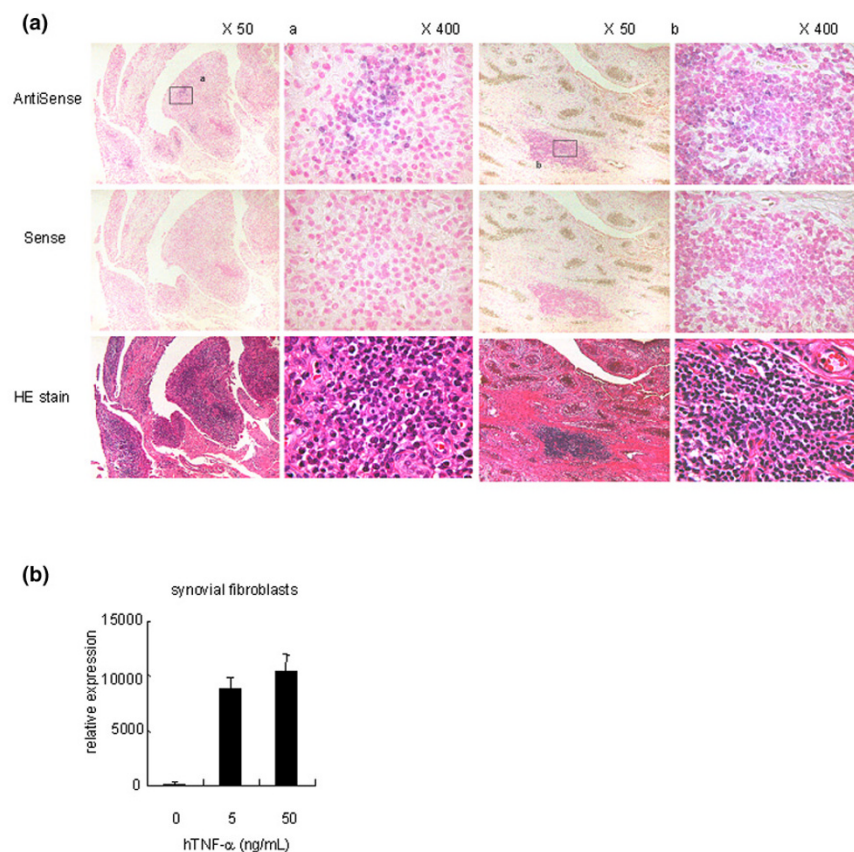 (a)
X 50 a X 400 X 50 b X 400
AntiSense
a
b
Sense
HE stain
(b)
synovial fibroblasts
relative expression
15000
10000
5000
0
0 5 50
hTNF-α (ng/mL)